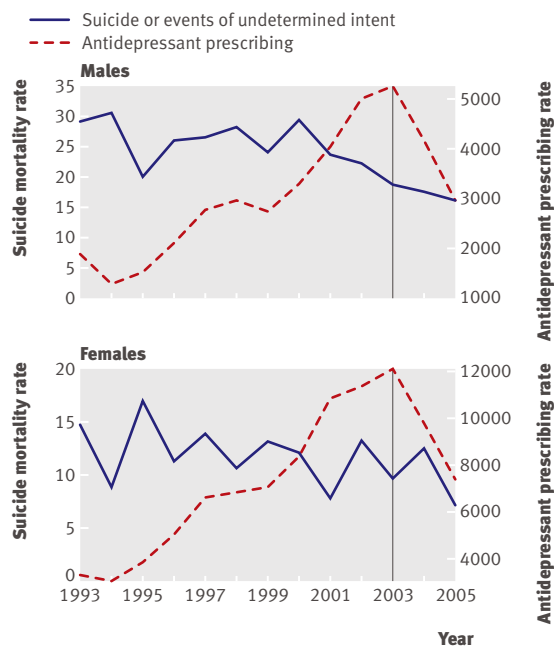 Suicide or events of undetermined intent
Antidepressant prescribing
Males
Suicide mortality rate
35
30
25
20
15
10
5
0
5000
4000
3000
2000
1000
Antidepressant prescribing rate
Females
Suicide mortality rate
20
15
10
5
0
12000
10000
8000
6000
4000
Antidepressant prescribing rate
1993 1995 1997 1999 2001 2003 2005
Year